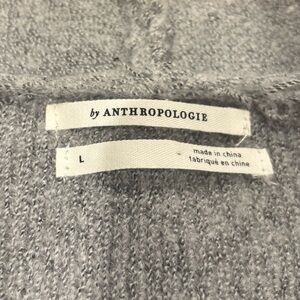 by ANTHROPOLOGIE
L
made in china
fabriqué en chine